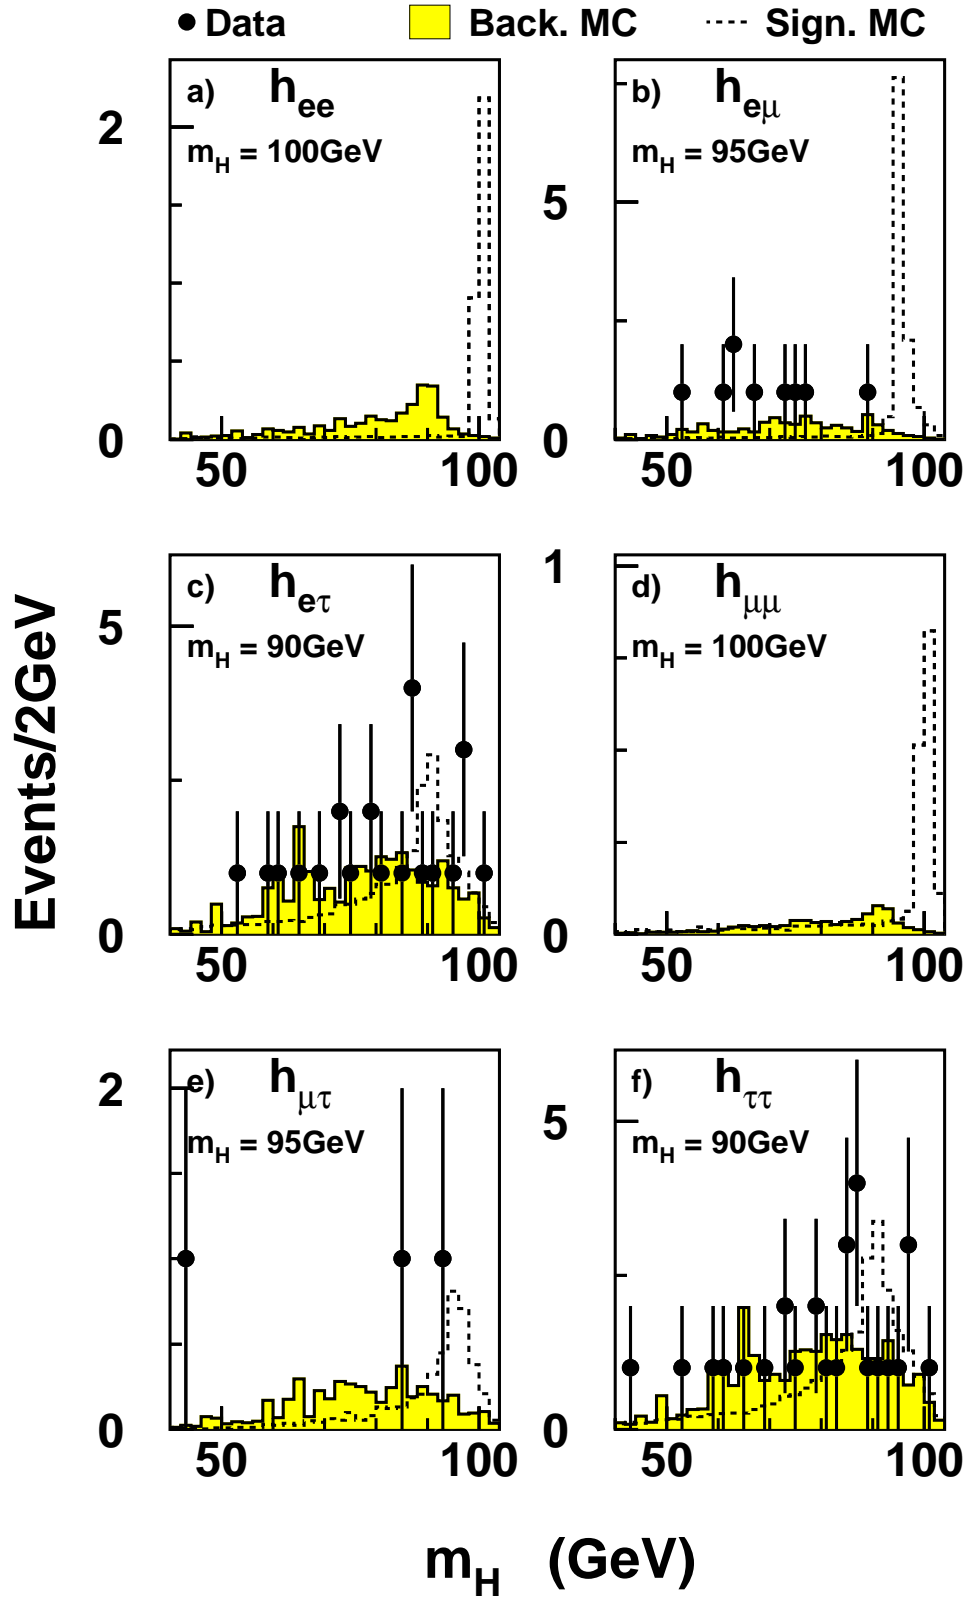 Data Back. MC Sign. MC
a) h_ee
m_H = 100GeV
2
0
50 100
b) h_eμ
m_H = 95GeV
5
0
50 100
c) h_eτ
m_H = 90GeV
5
0
50 100
d) h_μμ
m_H = 100GeV
1
0
50 100
e) h_μτ
m_H = 95GeV
2
0
50 100
f) h_ττ
m_H = 90GeV
5
0
50 100
Events/2GeV
m_H (GeV)